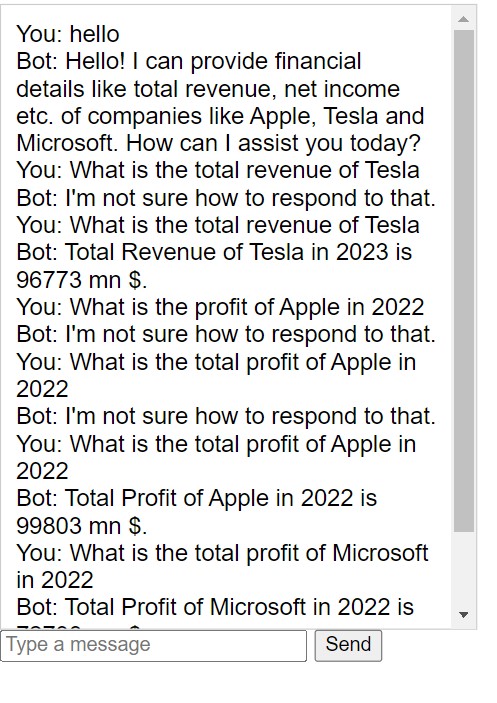 You: hello
Bot: Hello! I can provide financial
details like total revenue, net income
etc. of companies like Apple, Tesla and
Microsoft. How can I assist you today?
You: What is the total revenue of Tesla
Bot: I'm not sure how to respond to that.
You: What is the total revenue of Tesla
Bot: Total Revenue of Tesla in 2023 is
96773 mn $.
You: What is the profit of Apple in 2022
Bot: I'm not sure how to respond to that.
You: What is the total profit of Apple in
2022
Bot: I'm not sure how to respond to that.
You: What is the total profit of Apple in
2022
Bot: Total Profit of Apple in 2022 is
99803 mn $.
You: What is the total profit of Microsoft
in 2022
Bot: Total Profit of Microsoft in 2022 is
Type a message
Send